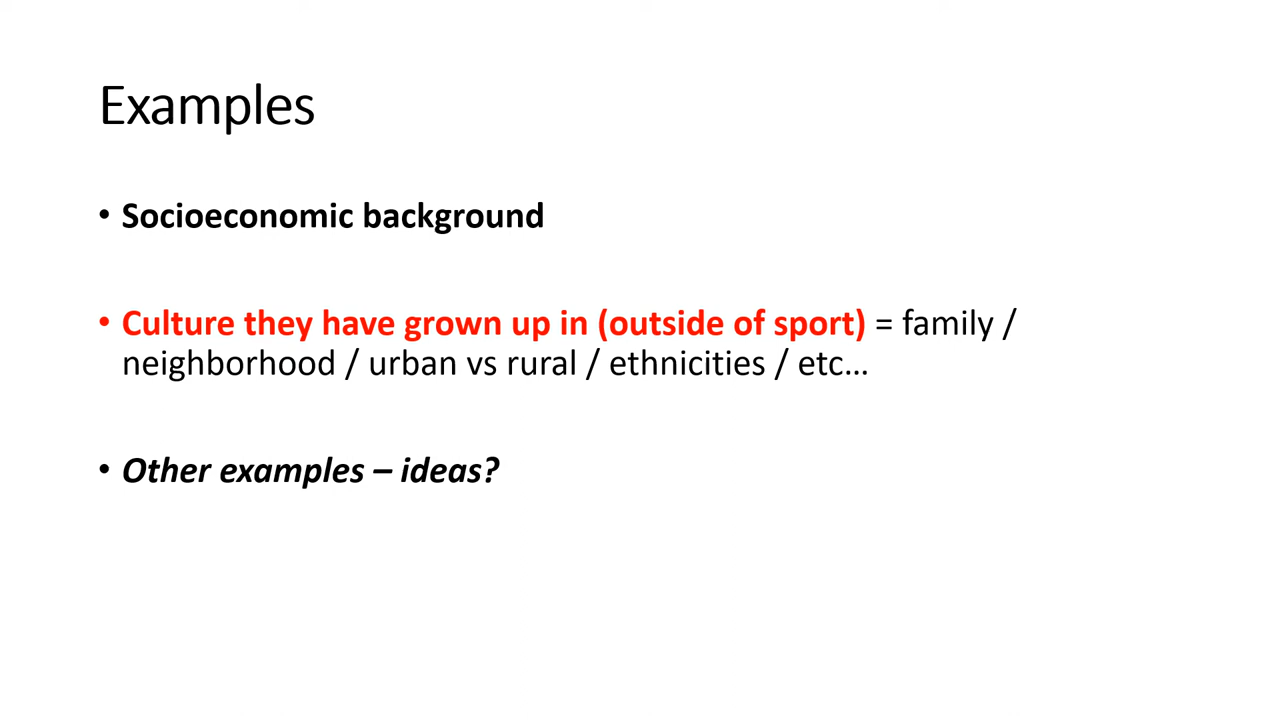 Examples
• Socioeconomic background
• Culture they have grown up in (outside of sport) = family /
neighborhood / urban vs rural / ethnicities / etc…
• Other examples – ideas?